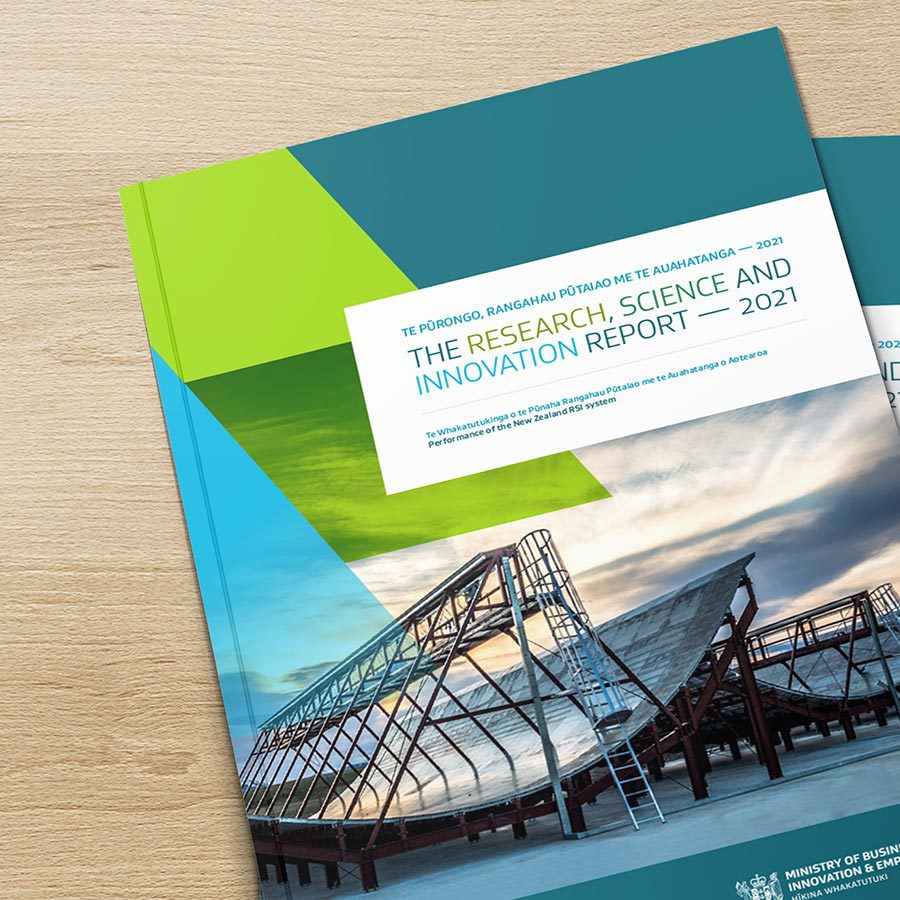 TE PŪRONGO, RANGAHAU PŪTAIAO ME TE AUAHATANGA — 2021
THE RESEARCH, SCIENCE AND
INNOVATION REPORT — 2021
Te Whakatutukinga o te Pūnaha Rangahau Pūtaiao me te Auahatanga o Aotearoa
Performance of the New Zealand RSI system
MINISTRY OF BUSIN
INNOVATION & EMP
HĪKINA WHAKATUTUKI